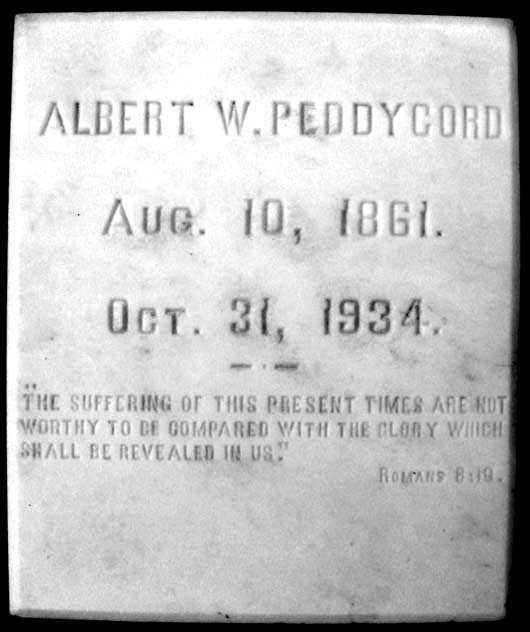 ALBERT W. PEDDYCORD
AUG. 10, 1861.
OCT. 31, 1934.
"THE SUFFERING OF THIS PRESENT TIMES ARE NOT
WORTHY TO BE COMPARED WITH THE GLORY WHICH
SHALL BE REVEALED IN US."
ROMANS 8:19.